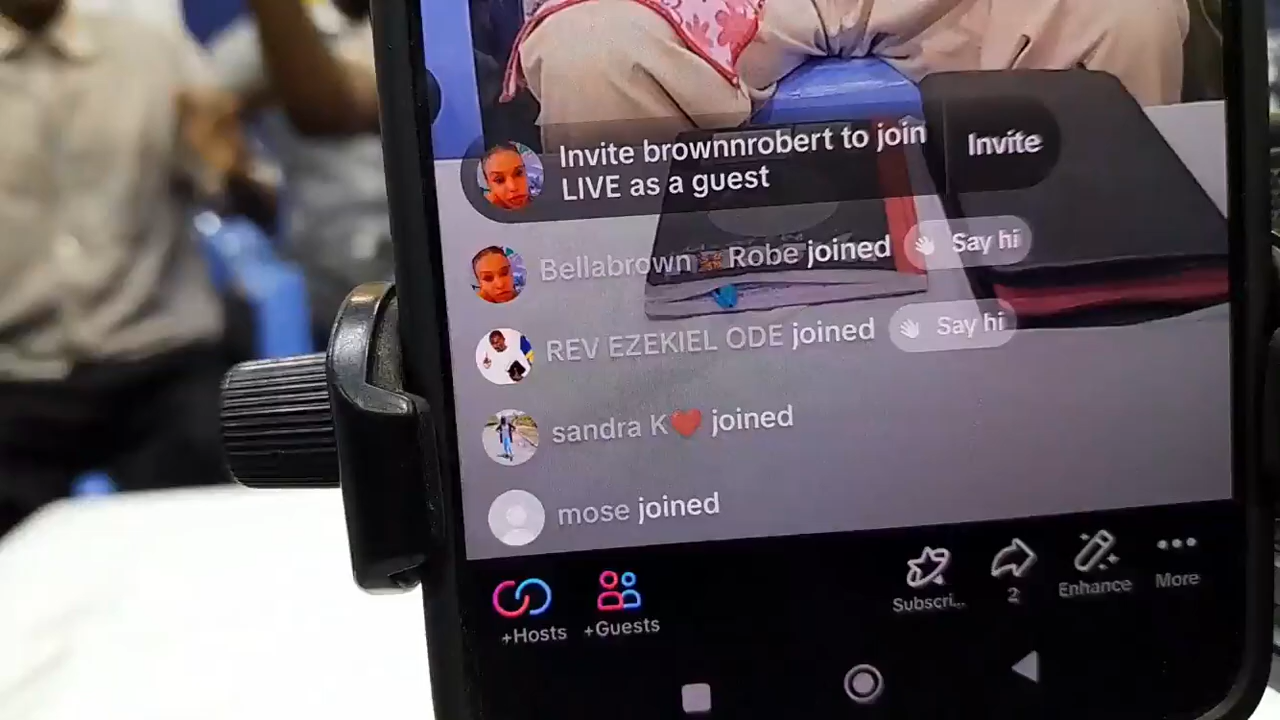 Invite brownnrobert to join
LIVE as a guest
Invite
Bellabrown Robe joined
Say hi
REV EZEKIEL ODE joined
Say hi
sandra K❤️ joined
mose joined
+Hosts
+Guests
Subscri...
2
Enhance
More